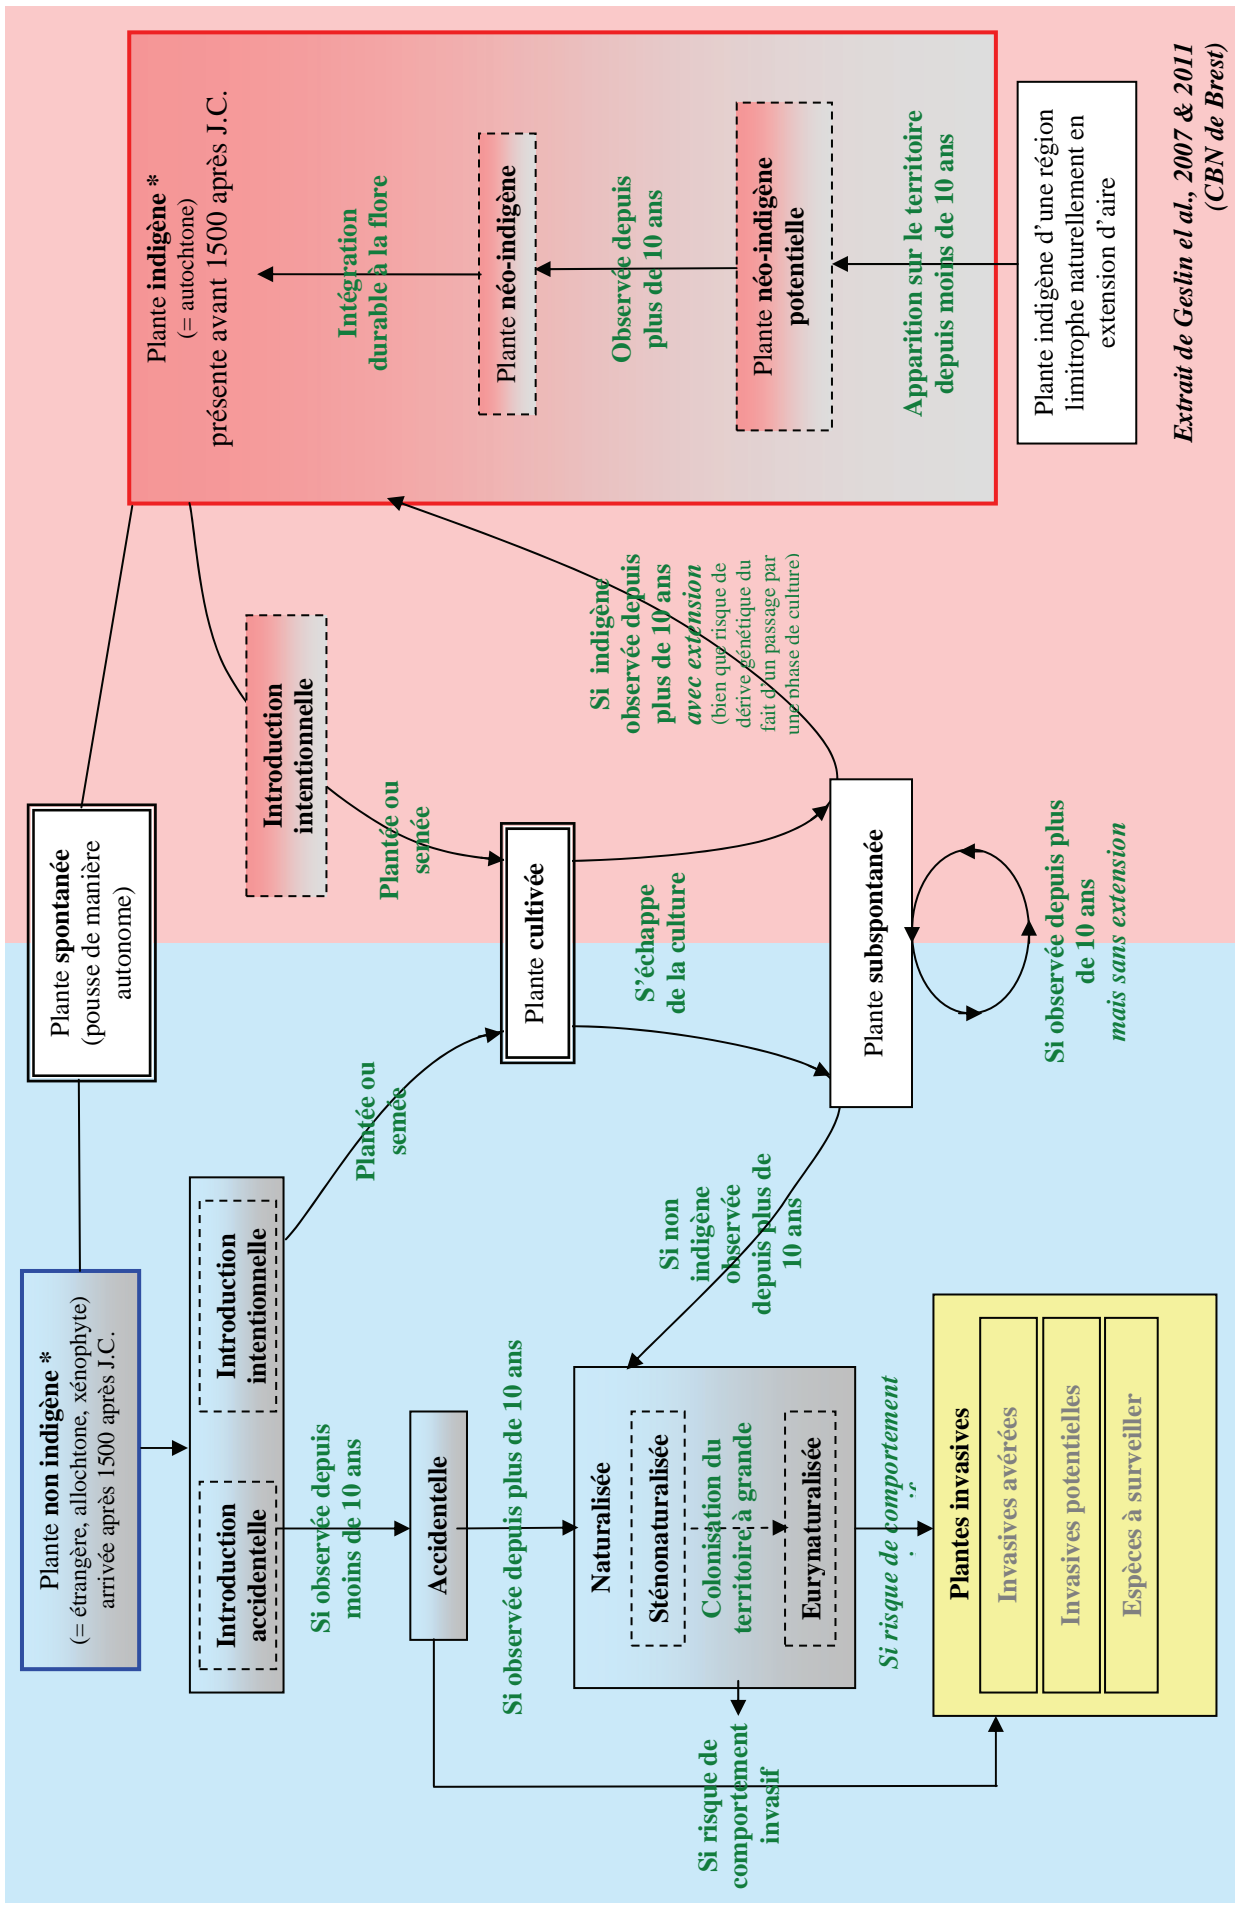 Plante spontanée
(pousse de manière
autonome)
Plante non indigène *
(= étrangère, allochtone, xénophyte)
arrivée après 1500 après J.C.
Plante indigène *
(= autochtone)
présente avant 1500 après J.C.
Introduction
accidentelle
Introduction
intentionnelle
Introduction
intentionnelle
Intégration
durable à la flore
Si observée depuis
moins de 10 ans
Plantée ou
semée
Plantée ou
semée
Plante néo-indigène
Accidentelle
Plante cultivée
Observée depuis
plus de 10 ans
Si observée depuis plus de 10 ans
S’échappe
de la culture
Si indigène
observée depuis
plus de 10 ans
avec extension
(bien que risque de
dérive génétique du
fait d’un passage par
une phase de culture)
Plante néo-indigène
potentielle
Naturalisée
Sténonaturalisée
Colonisation du
territoire à grande
Eurynaturalisée
Si non
indigène
observée
depuis plus de
10 ans
Plante subspontanée
Apparition sur le territoire
depuis moins de 10 ans
Si risque de
comportement
invasif
Si risque de comportement
Si observée depuis plus
de 10 ans
mais sans extension
Plante indigène d’une région
limitrophe naturellement en
extension d’aire
Plantes invasives
Invasives avérées
Invasives potentielles
Espèces à surveiller
Extrait de Geslin el al., 2007 & 2011
(CBN de Brest)